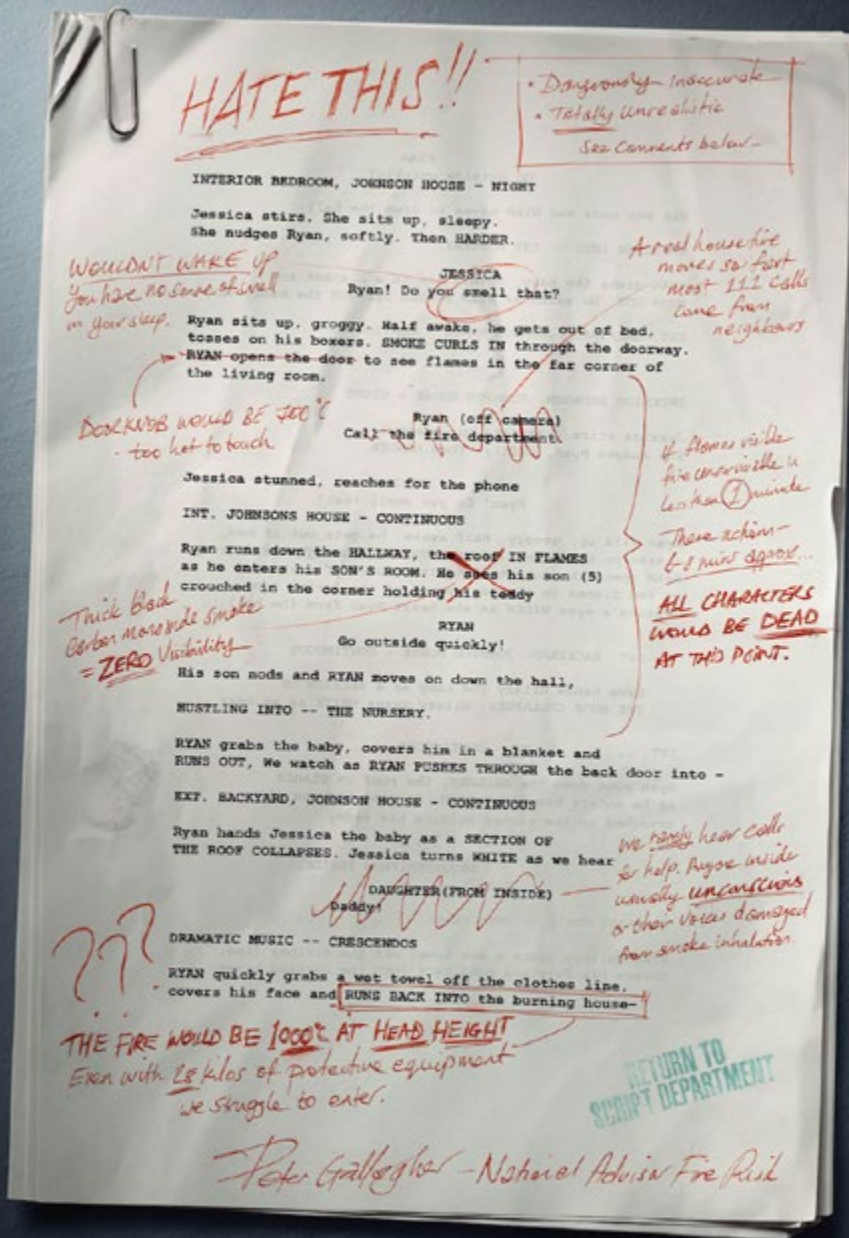 HATE THIS!!
• Dangerously Inaccurate
• Totally Unrealistic
See Comments below-
INTERIOR BEDROOM, JOHNSON HOUSE - NIGHT
Jessica stirs. She sits up, sleepy.
She nudges Ryan, softly. Then HARDER.
WOULDN'T WAKE UP
You have no sense of smell
in your sleep.
A real house fire
moves so fast
most 111 calls
come from
neighbours
JESSICA
Ryan! Do you smell that?
Ryan sits up, groggy. Half awake, he gets out of bed,
tosses on his boxers. SMOKE CURLS IN through the doorway.
RYAN opens the door to see flames in the far corner of
the living room.
DOORKNOB WOULD BE 700°C
- too hot to touch
Ryan (off camera)
Call the fire department
Jessica stunned, reaches for the phone
INT. JOHNSONS HOUSE - CONTINUOUS
If flames visible
fire unsurvivable in
less than 1 minute
These actions-
6-8 mins approx...
ALL CHARACTERS
WOULD BE DEAD
AT THIS POINT.
Ryan runs down the HALLWAY, the roof IN FLAMES
as he enters his SON'S ROOM. He sees his son (5)
crouched in the corner holding his teddy
Thick black
Carbon monoxide smoke
= ZERO Visibility
RYAN
Go outside quickly!
His son nods and RYAN moves on down the hall,
HUSTLING INTO -- THE NURSERY.
RYAN grabs the baby, covers him in a blanket and
RUNS OUT, We watch as RYAN PUSHES THROUGH the back door into -
EXT. BACKYARD, JOHNSON HOUSE - CONTINUOUS
Ryan hands Jessica the baby as a SECTION OF
THE ROOF COLLAPSES. Jessica turns WHITE as we hear
We rarely hear calls
for help. Anyone inside
usually unconscious
or their voices damaged
from smoke inhalation.
DAUGHTER(FROM INSIDE)
Daddy!
???
DRAMATIC MUSIC -- CRESCENDOS
RYAN quickly grabs a wet towel off the clothes line,
covers his face and RUNS BACK INTO the burning house-
THE FIRE WOULD BE 1000°C AT HEAD HEIGHT
Even with 28 kilos of protective equipment
we struggle to enter.
RETURN TO
SCRIPT DEPARTMENT
Peter Gallagher - National Advisor Fire Risk